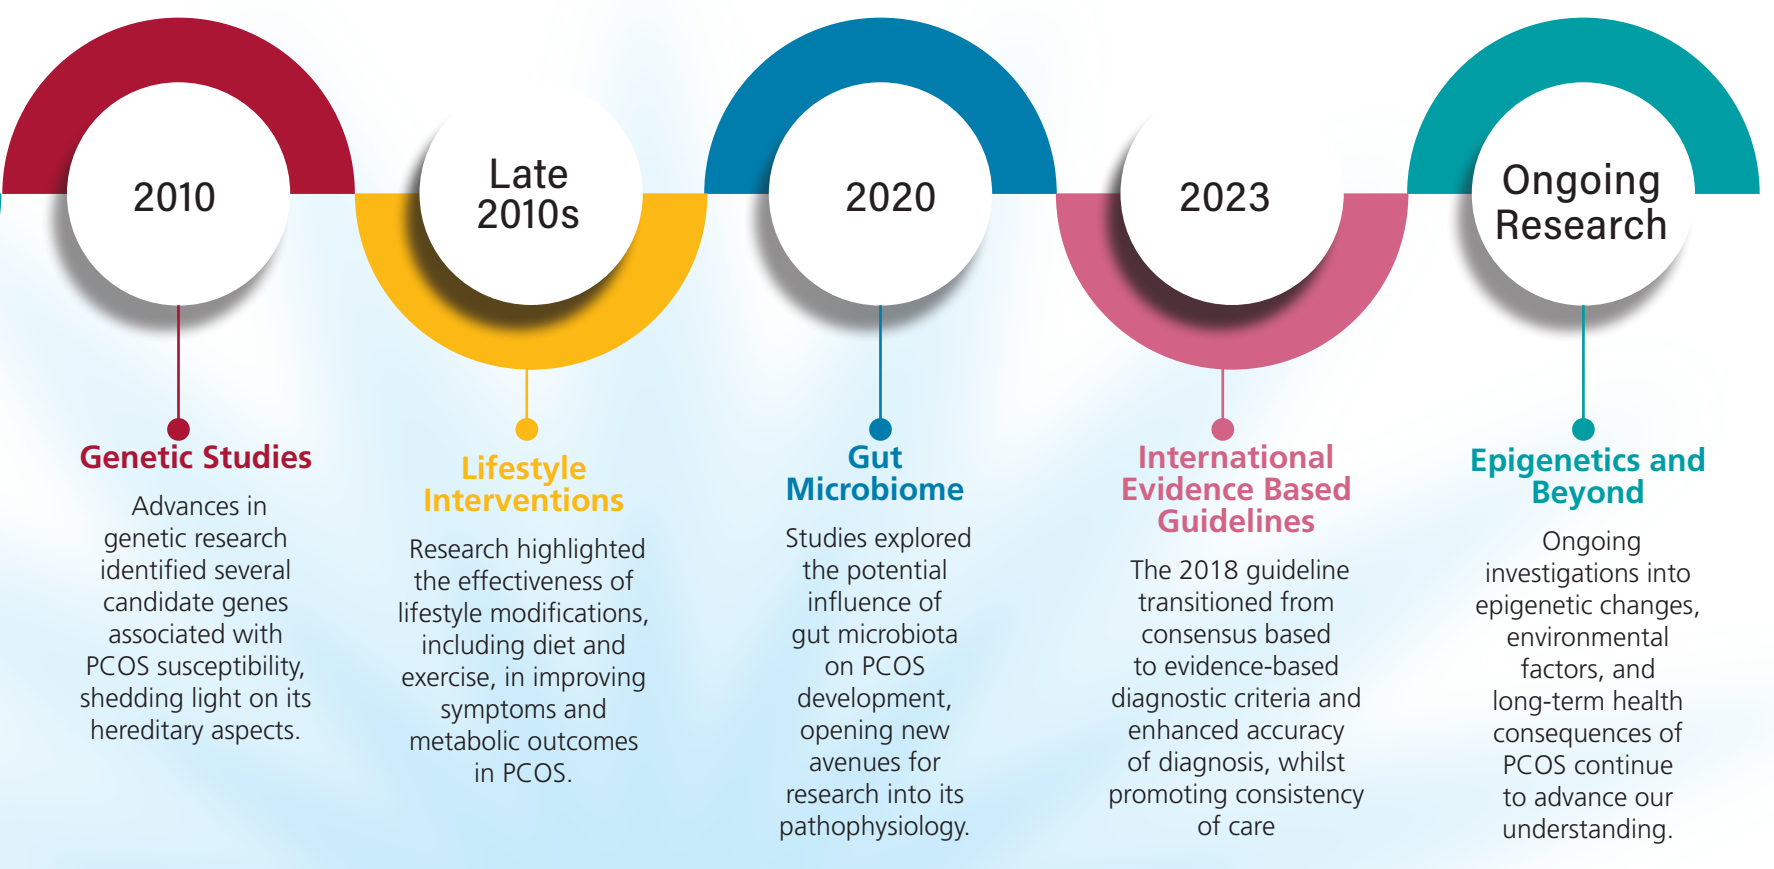 2010
Genetic Studies
Advances in
genetic research
identified several
candidate genes
associated with
PCOS susceptibility,
shedding light on its
hereditary aspects.
Late
2010s
Lifestyle
Interventions
Research highlighted
the effectiveness of
lifestyle modifications,
including diet and
exercise, in improving
symptoms and
metabolic outcomes
in PCOS.
2020
Gut
Microbiome
Studies explored
the potential
influence of
gut microbiota
on PCOS
development,
opening new
avenues for
research into its
pathophysiology.
2023
International
Evidence Based
Guidelines
The 2018 guideline
transitioned from
consensus based
to evidence-based
diagnostic criteria and
enhanced accuracy
of diagnosis, whilst
promoting consistency
of care
Ongoing
Research
Epigenetics and
Beyond
Ongoing
investigations into
epigenetic changes,
environmental
factors, and
long-term health
consequences of
PCOS continue
to advance our
understanding.